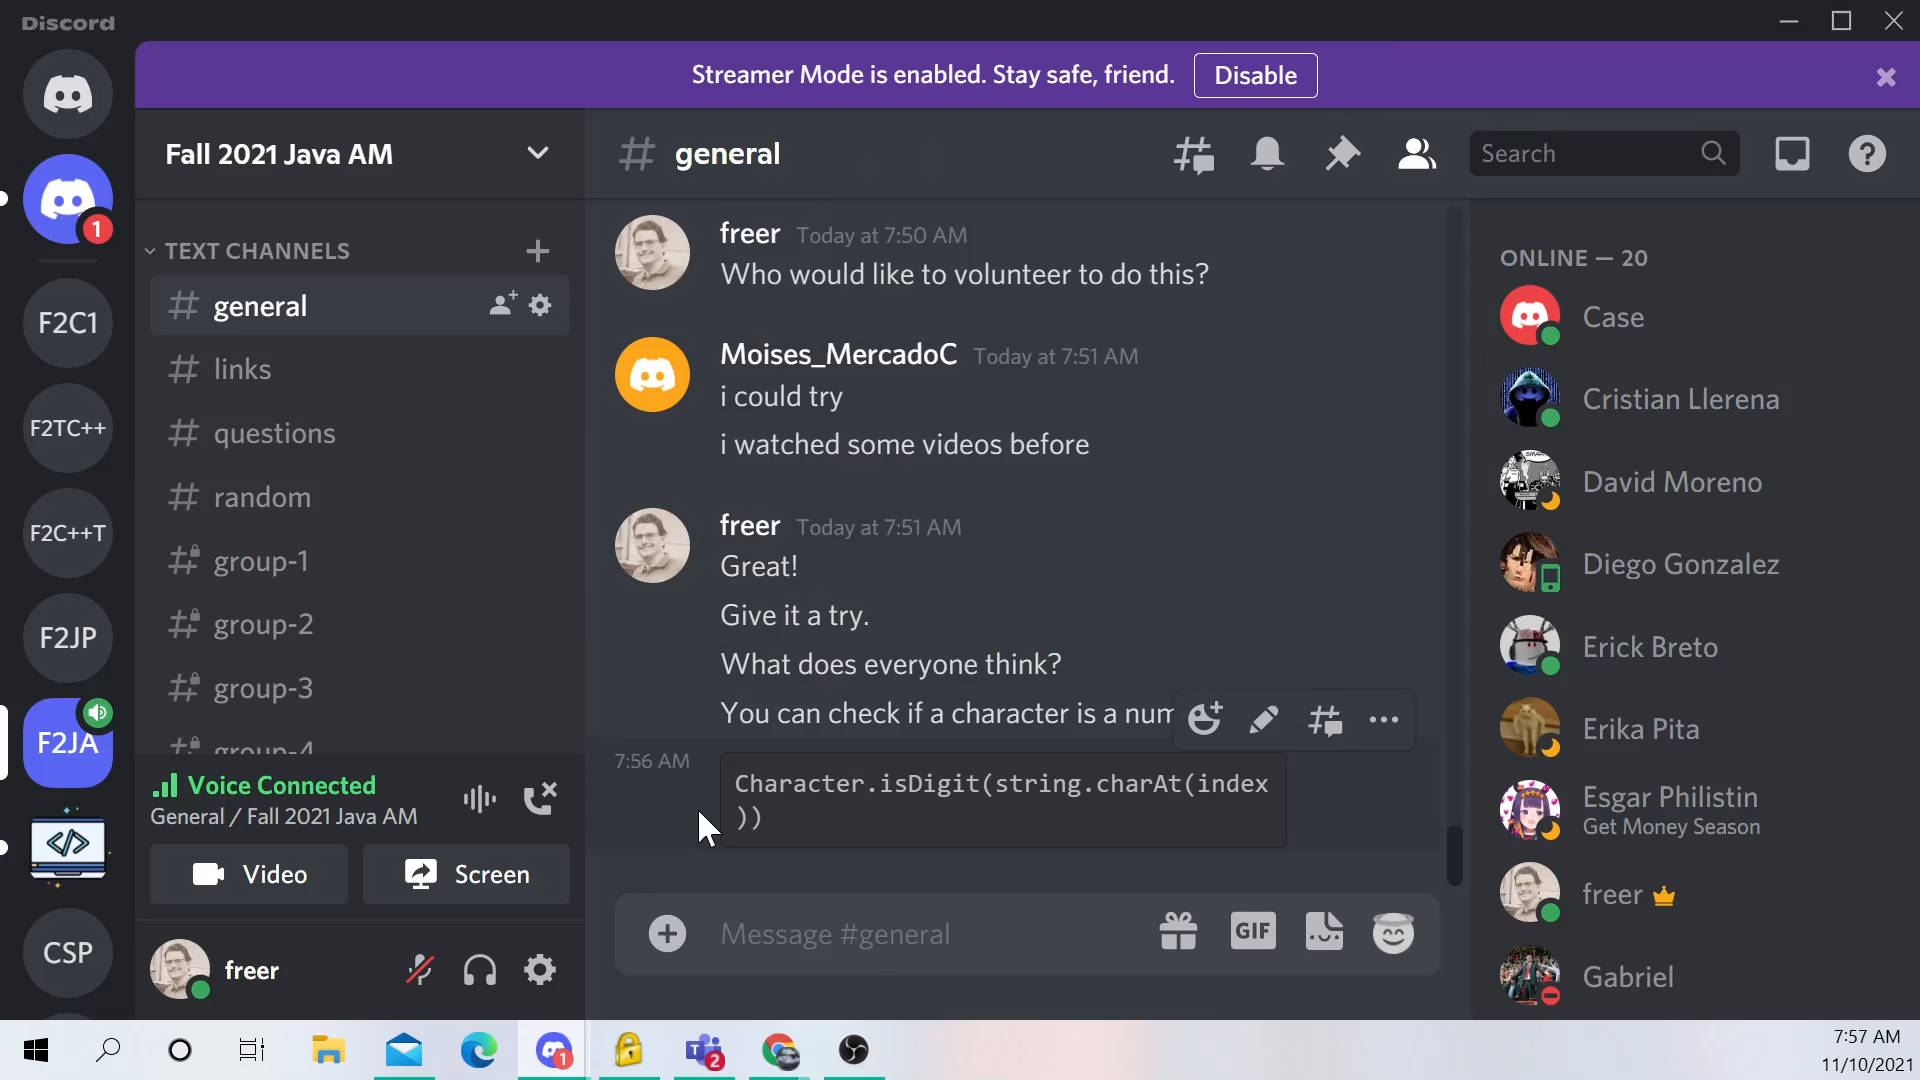 Discord
Streamer Mode is enabled. Stay safe, friend.
Disable
1
F2C1
F2TC++
F2C++T
F2JP
F2JA
CSP
Fall 2021 Java AM
TEXT CHANNELS
general
links
questions
random
group-1
group-2
group-3
group-4
Voice Connected
General / Fall 2021 Java AM
Video
Screen
freer
general
Search
freer Today at 7:50 AM
Who would like to volunteer to do this?
Moises_MercadoC Today at 7:51 AM
i could try
i watched some videos before
freer Today at 7:51 AM
Great!
Give it a try.
What does everyone think?
You can check if a character is a num
7:56 AM
Character.isDigit(string.charAt(index
))
Message #general
GIF
ONLINE — 20
Case
Cristian Llerena
David Moreno
Diego Gonzalez
Erick Breto
Erika Pita
Esgar Philistin
Get Money Season
freer
Gabriel
1
2
7:57 AM
11/10/2021